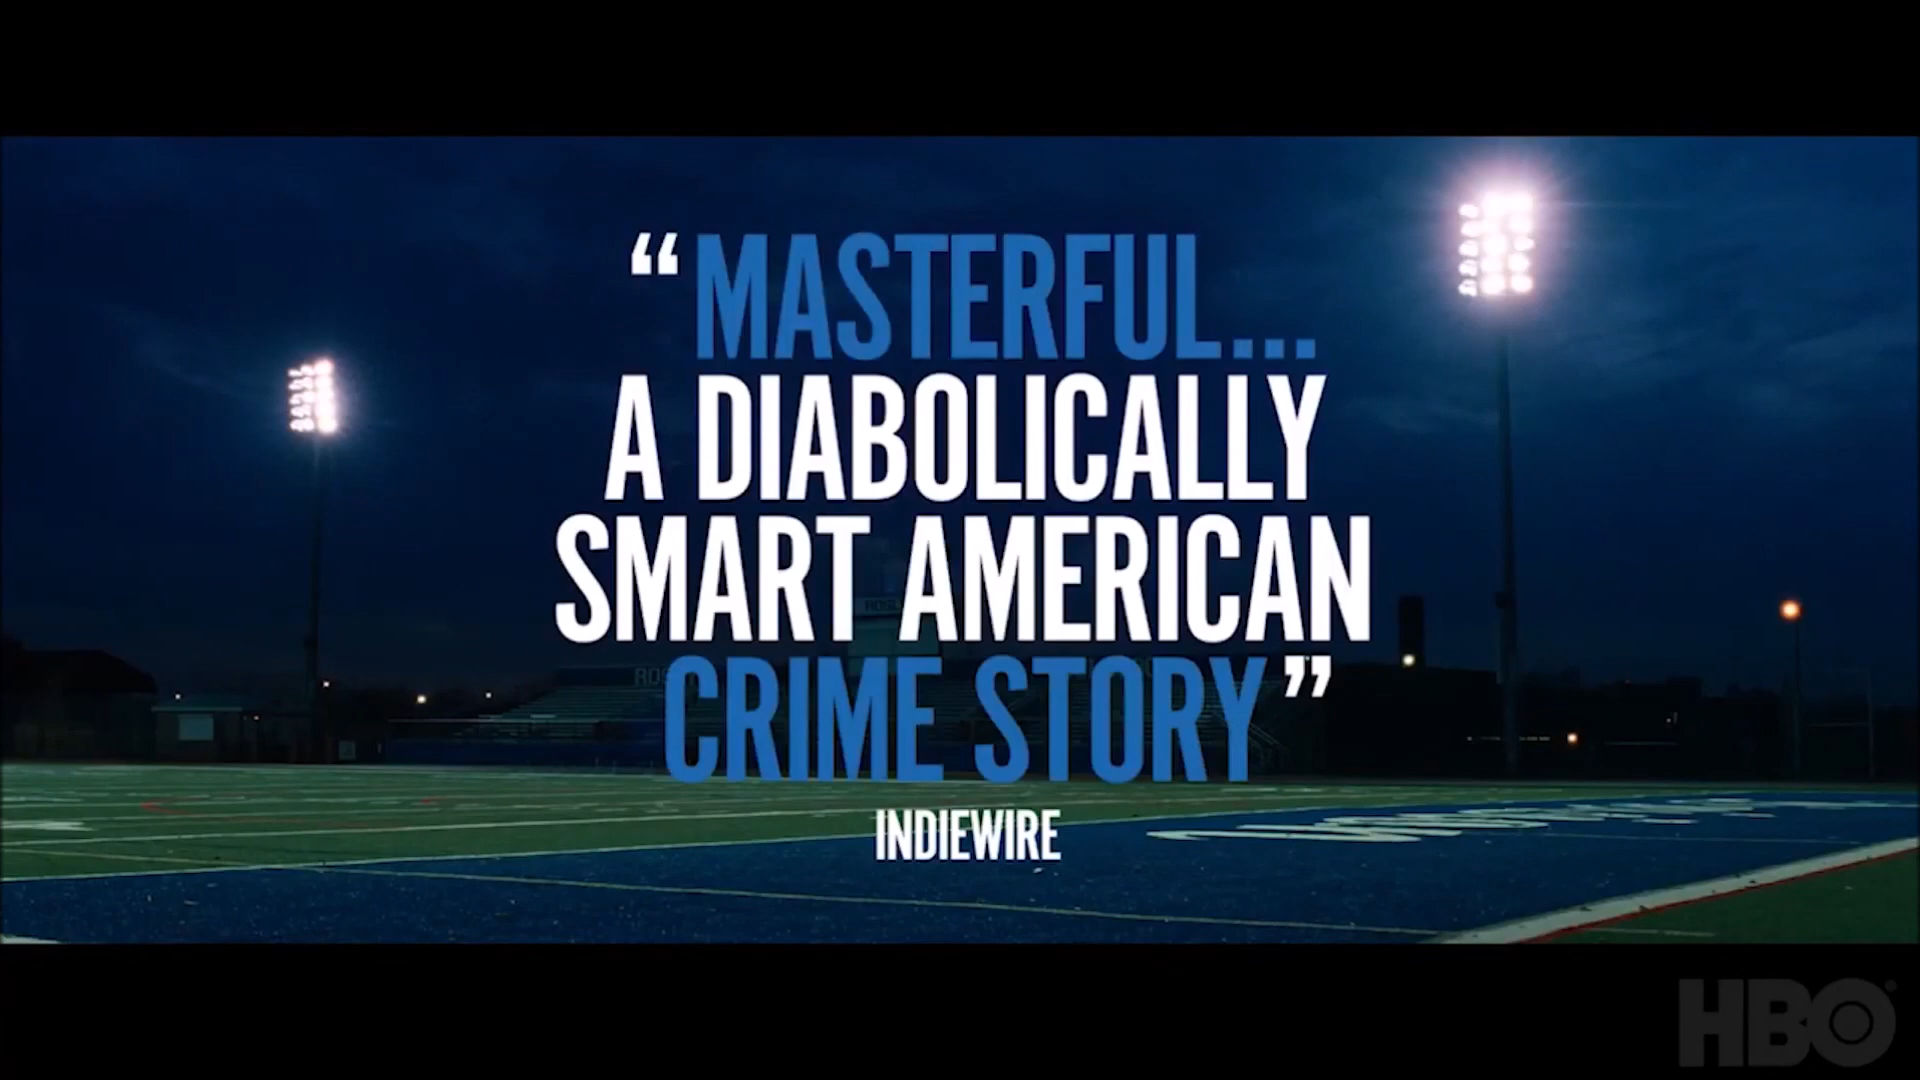 “MASTERFUL...
A DIABOLICALLY
SMART AMERICAN
CRIME STORY”
INDIEWIRE
HBO